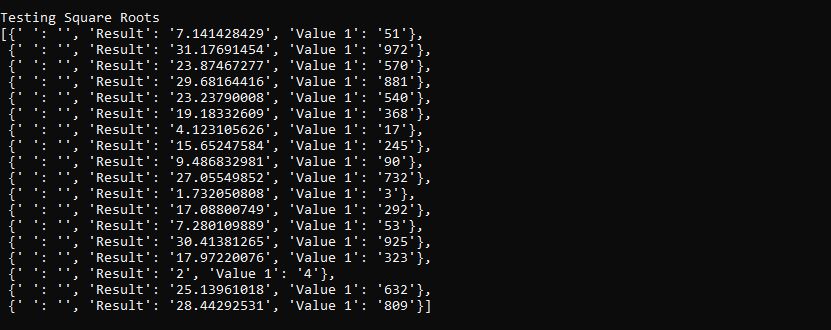 Testing Square Roots
[{' ': '', 'Result': '7.141428429', 'Value 1': '51'},
{' ': '', 'Result': '31.17691454', 'Value 1': '972'},
{' ': '', 'Result': '23.87467277', 'Value 1': '570'},
{' ': '', 'Result': '29.68164416', 'Value 1': '881'},
{' ': '', 'Result': '23.23790008', 'Value 1': '540'},
{' ': '', 'Result': '19.18332609', 'Value 1': '368'},
{' ': '', 'Result': '4.123105626', 'Value 1': '17'},
{' ': '', 'Result': '15.65247584', 'Value 1': '245'},
{' ': '', 'Result': '9.486832981', 'Value 1': '90'},
{' ': '', 'Result': '27.05549852', 'Value 1': '732'},
{' ': '', 'Result': '1.732050808', 'Value 1': '3'},
{' ': '', 'Result': '17.08800749', 'Value 1': '292'},
{' ': '', 'Result': '7.280109889', 'Value 1': '53'},
{' ': '', 'Result': '30.41381265', 'Value 1': '925'},
{' ': '', 'Result': '17.97220076', 'Value 1': '323'},
{' ': '', 'Result': '2', 'Value 1': '4'},
{' ': '', 'Result': '25.13961018', 'Value 1': '632'},
{' ': '', 'Result': '28.44292531', 'Value 1': '809'}]